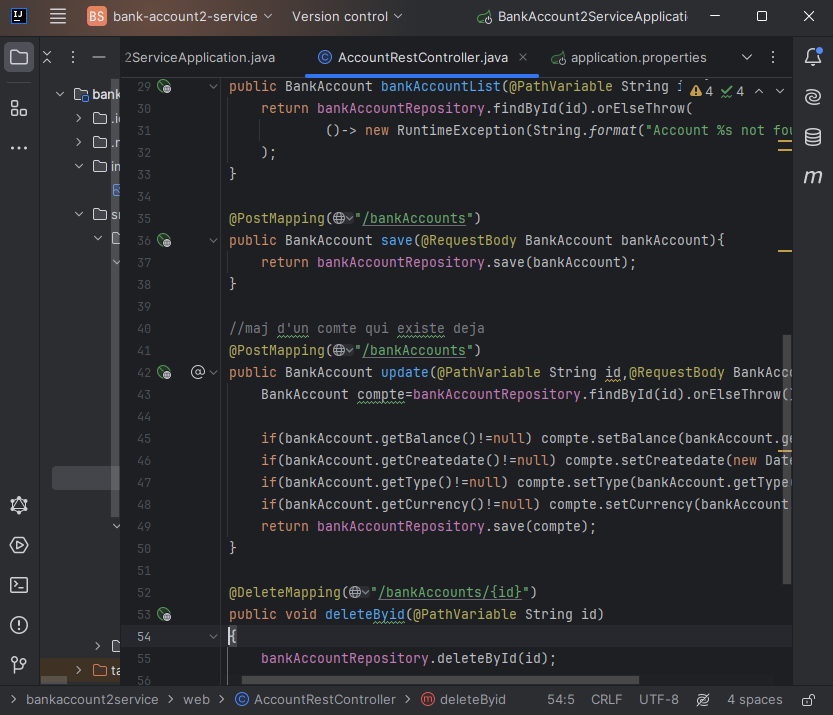 BS bank-account2-service Version control BankAccount2ServiceApplicati
2ServiceApplication.java AccountRestController.java application.properties
bank
in
ta
29 public BankAccount bankAccountList(@PathVariable String i 4 4
30 return bankAccountRepository.findById(id).orElseThrow(
31 ()-> new RuntimeException(String.format("Account %s not fou
32 );
33 }
34
35 @PostMapping("/bankAccounts")
36 public BankAccount save(@RequestBody BankAccount bankAccount){
37 return bankAccountRepository.save(bankAccount);
38 }
39
40 //maj d'un comte qui existe deja
41 @PostMapping("/bankAccounts")
42 @ public BankAccount update(@PathVariable String id,@RequestBody BankAcc
43 BankAccount compte=bankAccountRepository.findById(id).orElseThrow(
44
45 if(bankAccount.getBalance()!=null) compte.setBalance(bankAccount.ge
46 if(bankAccount.getCreatedate()!=null) compte.setCreatedate(new Date
47 if(bankAccount.getType()!=null) compte.setType(bankAccount.getType
48 if(bankAccount.getCurrency()!=null) compte.setCurrency(bankAccount
49 return bankAccountRepository.save(compte);
50 }
51
52 @DeleteMapping("/bankAccounts/{id}")
53 public void deleteByid(@PathVariable String id)
54 {
55 bankAccountRepository.deleteById(id);
56
m
bankaccount2service web AccountRestController deleteByid 54:5 CRLF UTF-8 4 spaces